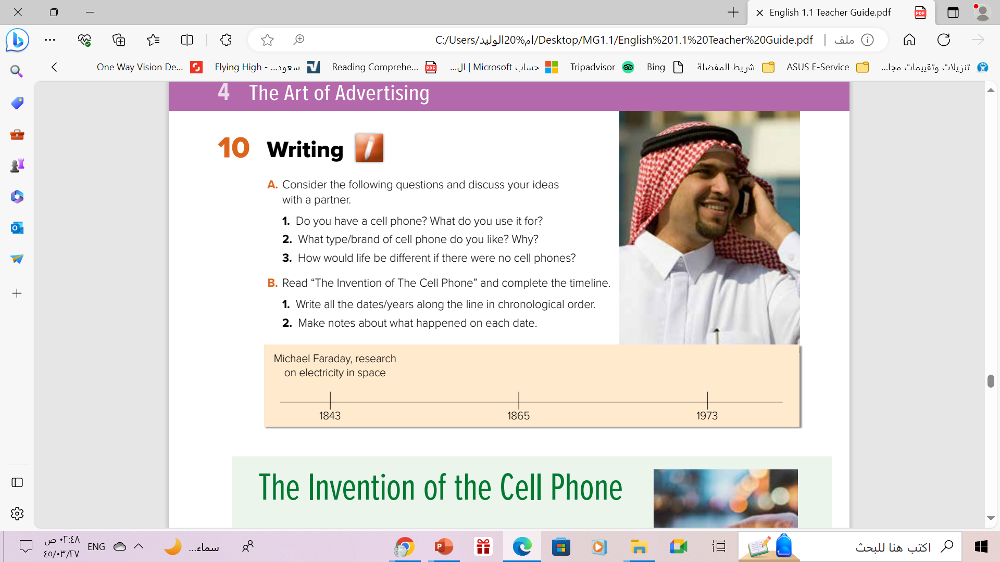 English 1.1 Teacher Guide.pdf
C:/Users/ام%20الوليد/Desktop/MG1.1/English%201.1%20Teacher%20Guide.pdf
ملف
One Way Vision De...
Flying High - سعود...
Reading Comprehe...
حساب Microsoft | ال...
Tripadvisor
Bing
شريط المفضلة
ASUS E-Service
تنزيلات وتقييمات مجا...
4 The Art of Advertising
10 Writing
A. Consider the following questions and discuss your ideas
with a partner.
1. Do you have a cell phone? What do you use it for?
2. What type/brand of cell phone do you like? Why?
3. How would life be different if there were no cell phones?
B. Read “The Invention of The Cell Phone” and complete the timeline.
1. Write all the dates/years along the line in chronological order.
2. Make notes about what happened on each date.
Michael Faraday, research
on electricity in space
1843 1865 1973
The Invention of the Cell Phone
٠٢:٤٨ ص
٤٥/٠٣/٢٧
ENG
سماء...
اكتب هنا للبحث